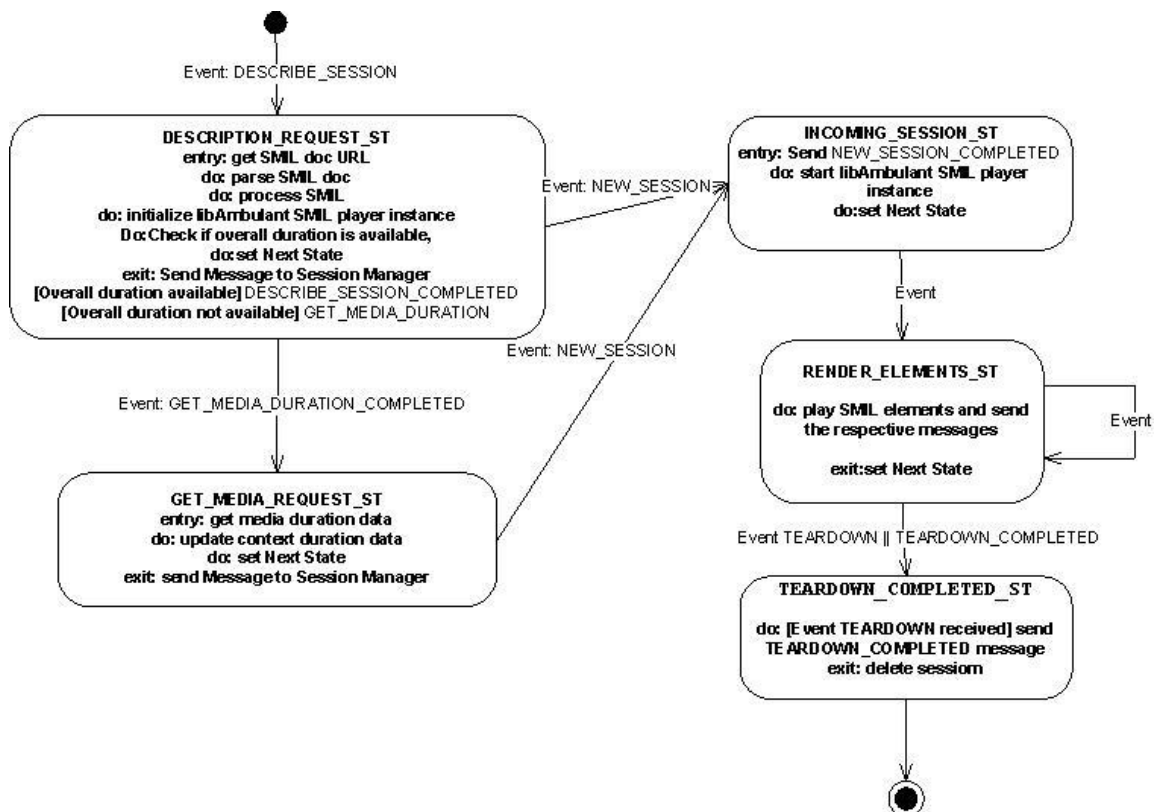 Event: DESCRIBE_SESSION
DESCRIPTION_REQUEST_ST
entry: get SMIL doc URL
do: parse SMIL doc
do: process SMIL
do: initialize libAmbulant SMIL player instance
Do:Check if overall duration is available,
do:set Next State
exit: Send Message to Session Manager
[Overall duration available] DESCRIBE_SESSION_COMPLETED
[Overall duration not available] GET_MEDIA_DURATION
Event: NEW_SESSION
INCOMING_SESSION_ST
entry: Send NEW_SESSION_COMPLETED
do: start libAmbulant SMIL player
instance
do:set Next State
Event
Event: NEW_SESSION
RENDER_ELEMENTS_ST
do: play SMIL elements and send
the respective messages
exit:set Next State
Event
Event: GET_MEDIA_DURATION_COMPLETED
GET_MEDIA_REQUEST_ST
entry: get media duration data
do: update context duration data
do: set Next State
exit: send Message to Session Manager
Event TEARDOWN || TEARDOWN_COMPLETED
TEARDOWN_COMPLETED_ST
do: [Event TEARDOWN received] send
TEARDOWN_COMPLETED message
exit: delete sessiom